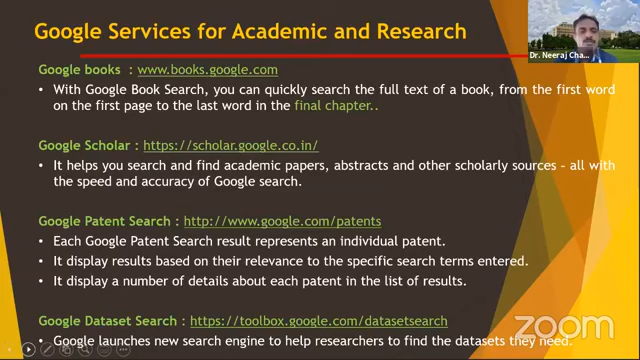 Google Services for Academic and Research
Dr. Neeraj Cha...
Google books : www.books.google.com
• With Google Book Search, you can quickly search the full text of a book, from the first word
on the first page to the last word in the final chapter..
Google Scholar : https://scholar.google.co.in/
• It helps you search and find academic papers, abstracts and other scholarly sources – all with
the speed and accuracy of Google search.
Google Patent Search : http://www.google.com/patents
• Each Google Patent Search result represents an individual patent.
• It display results based on their relevance to the specific search terms entered.
• It display a number of details about each patent in the list of results.
Google Dataset Search : https://toolbox.google.com/datasetsearch
• Google launches new search engine to help researchers to find the datasets they need.
zoom